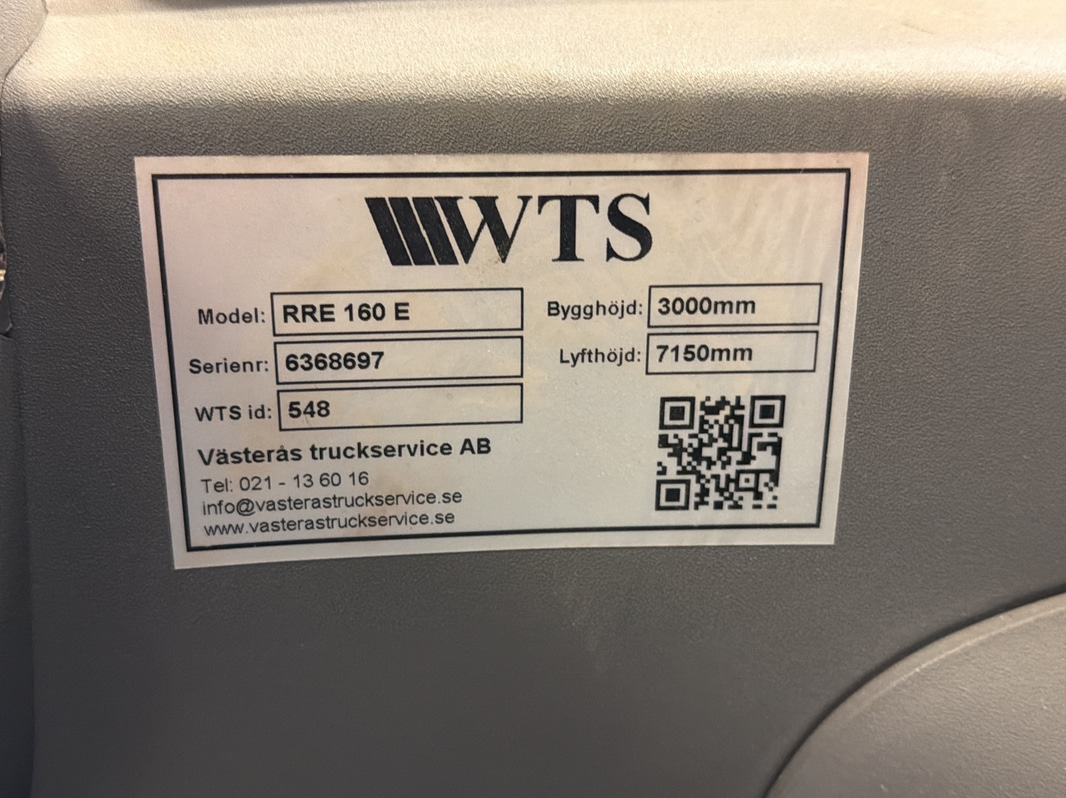 WTS
Model: RRE 160 E
Serienr: 6368697
WTS id: 548
Bygghöjd: 3000mm
Lyfthöjd: 7150mm
Västerås truckservice AB
Tel: 021 - 13 60 16
info@vasterastruckservice.se
www.vasterastruckservice.se